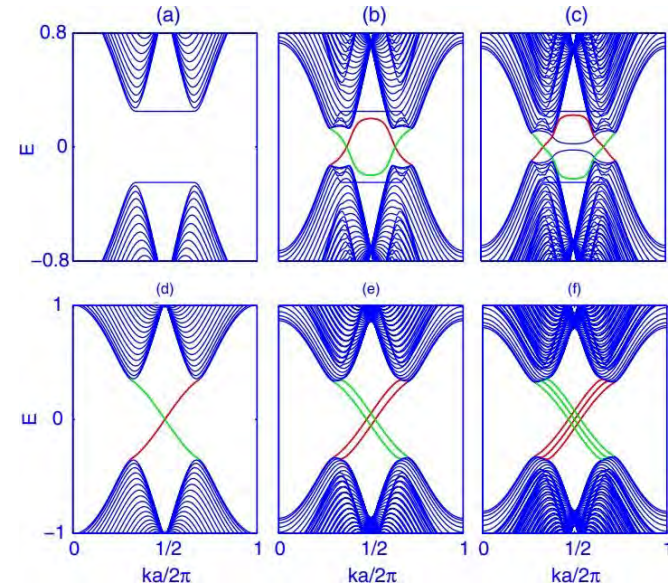 (a) (b) (c)
0.8
E 0
−0.8
(d) (e) (f)
1
E 0
−1
0 1/2 1 0 1/2 1 0 1/2 1
ka/2π ka/2π ka/2π